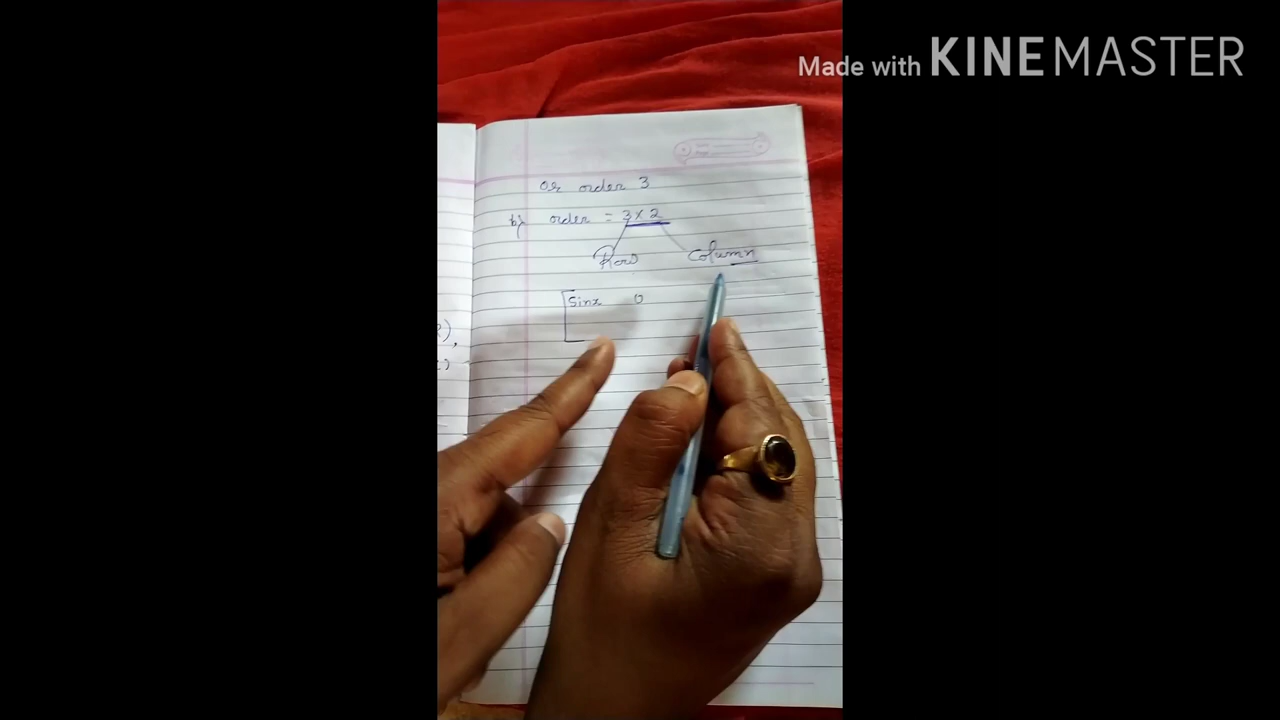 Made with KINEMASTER
or order 3
b) order = 3 x 2
Row Column
[sinx 0